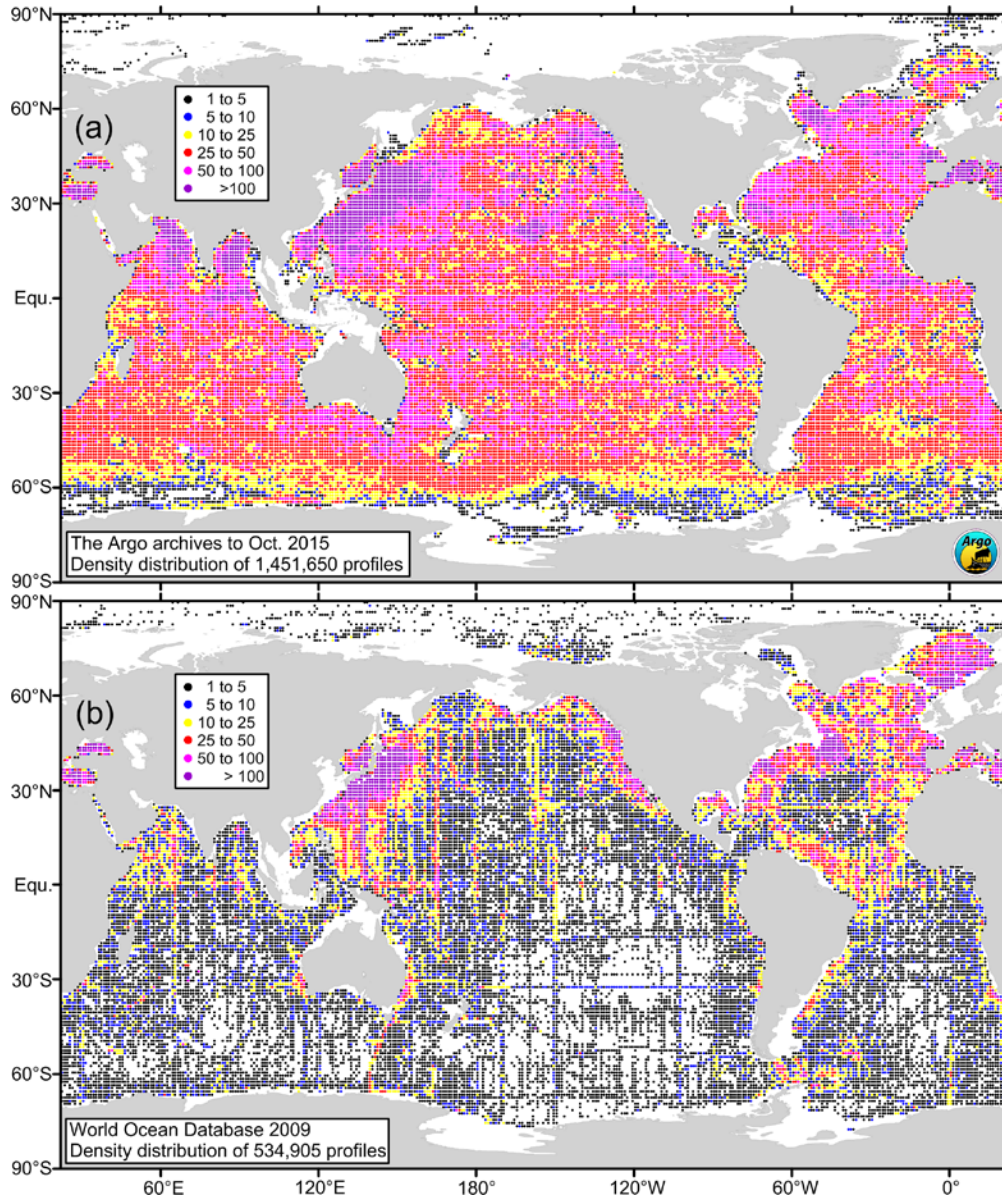 90°N
60°N
30°N
Equ.
30°S
60°S
90°S
(a)
1 to 5
5 to 10
10 to 25
25 to 50
50 to 100
>100
The Argo archives to Oct. 2015
Density distribution of 1,451,650 profiles
Argo
90°N
60°N
30°N
Equ.
30°S
60°S
90°S
(b)
1 to 5
5 to 10
10 to 25
25 to 50
50 to 100
> 100
World Ocean Database 2009
Density distribution of 534,905 profiles
60°E 120°E 180° 120°W 60°W 0°